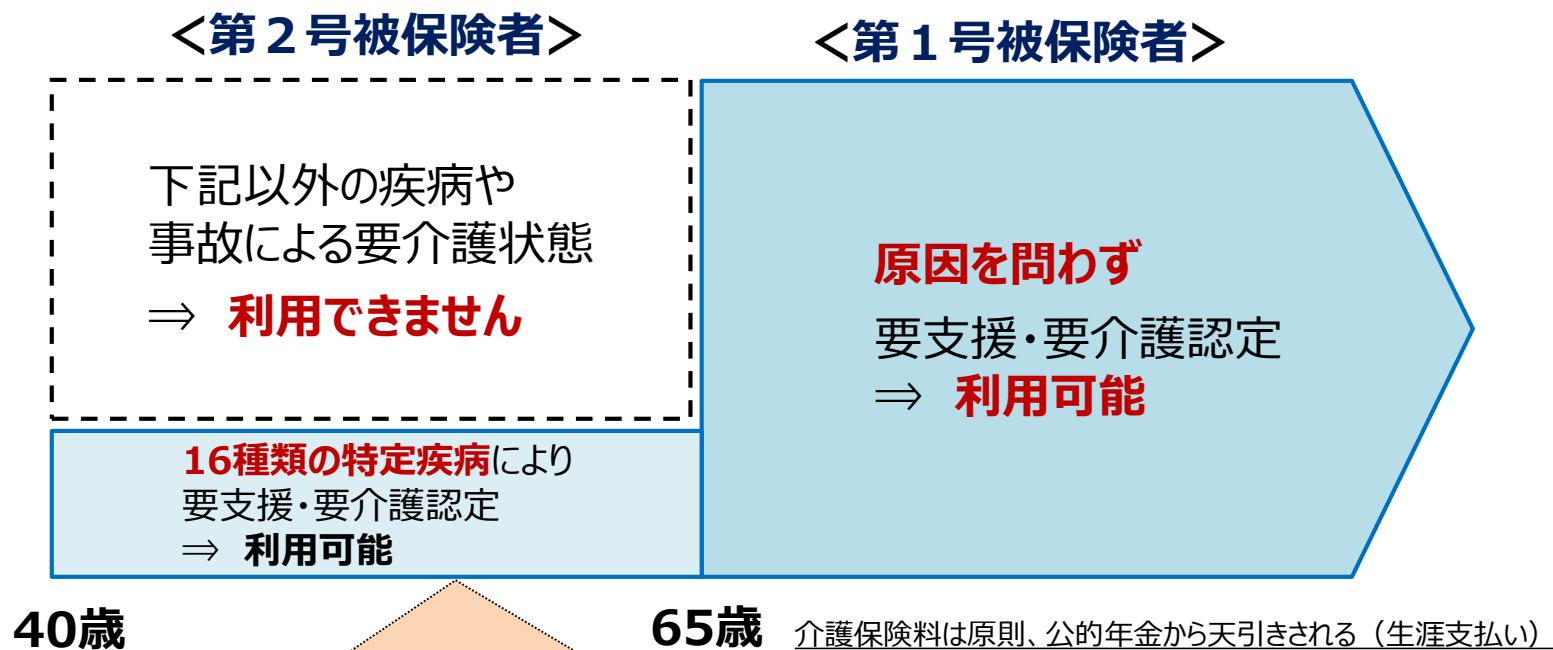 ＜第２号被保険者＞
＜第１号被保険者＞
下記以外の疾病や
事故による要介護状態
⇒ 利用できません
16種類の特定疾病により
要支援・要介護認定
⇒ 利用可能
原因を問わず
要支援・要介護認定
⇒ 利用可能
40歳
65歳
介護保険料は原則、公的年金から天引きされる（生涯支払い）